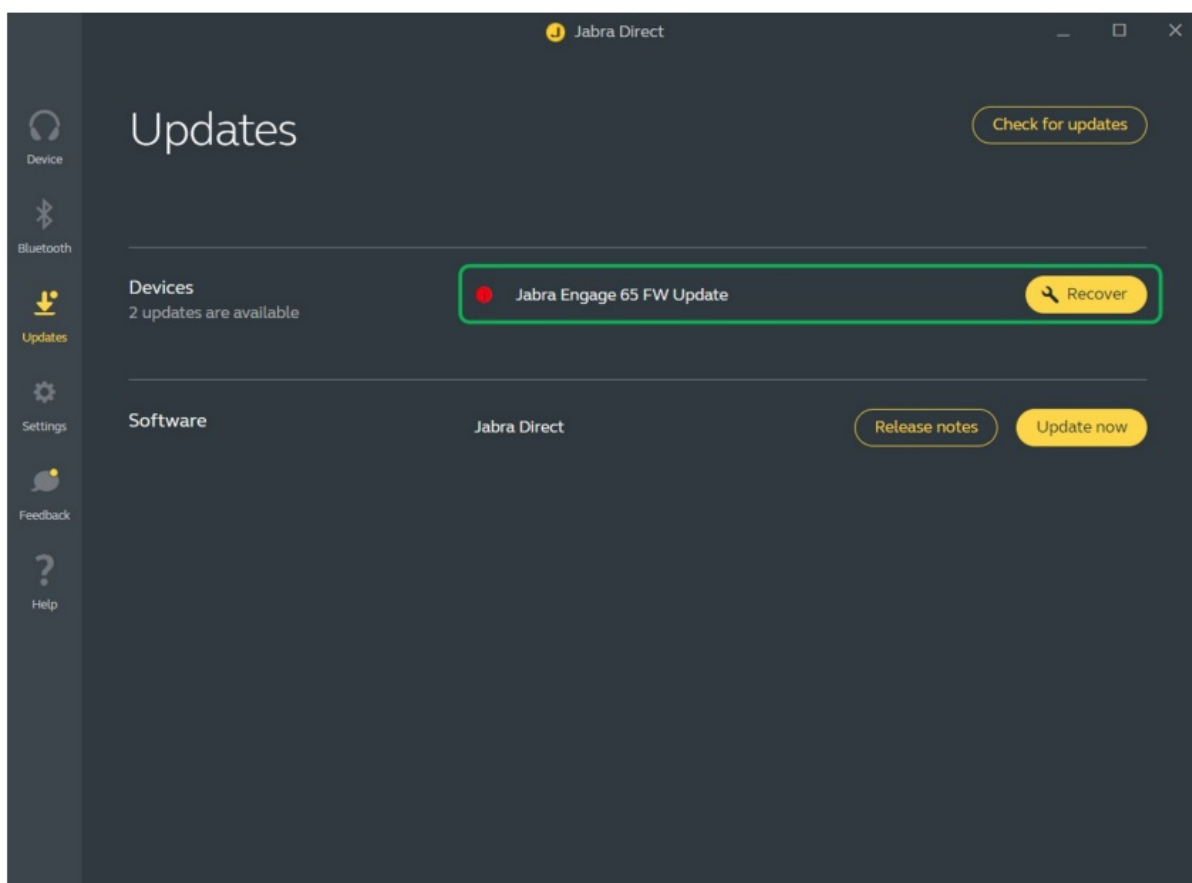 Jabra Direct
Device
Bluetooth
Updates
Settings
Feedback
Help
Updates
Check for updates
Devices
2 updates are available
Jabra Engage 65 FW Update
Recover
Software
Jabra Direct
Release notes
Update now